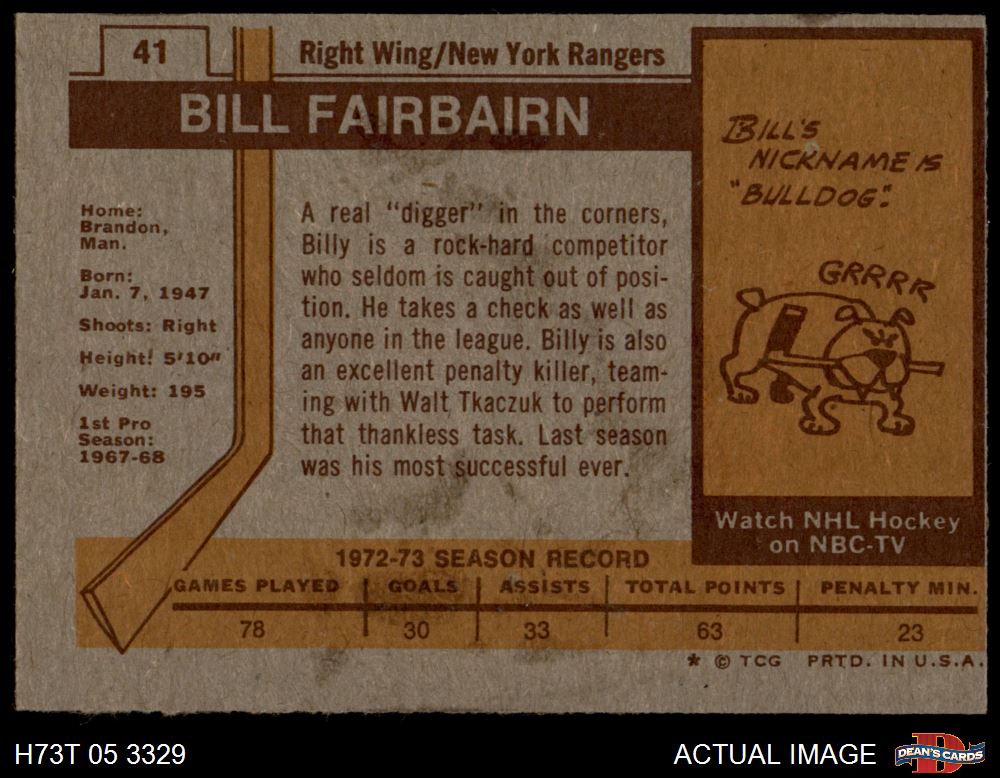 41
Right Wing/New York Rangers
BILL FAIRBAIRN
Home:
Brandon,
Man.
Born:
Jan. 7, 1947
Shoots: Right
Height: 5'10"
Weight: 195
1st Pro
Season:
1967-68
A real "digger" in the corners,
Billy is a rock-hard competitor
who seldom is caught out of posi-
tion. He takes a check as well as
anyone in the league. Billy is also
an excellent penalty killer, team-
ing with Walt Tkaczuk to perform
that thankless task. Last season
was his most successful ever.
BILL'S
NICKNAME IS
"BULLDOG".
GRRRR
Watch NHL Hockey
on NBC-TV
1972-73 SEASON RECORD
GAMES PLAYED GOALS ASSISTS TOTAL POINTS PENALTY MIN.
78 30 33 63 23
* © TCG PRTD. IN U.S.A.
H73T 05 3329
ACTUAL IMAGE
DEAN'S CARDS